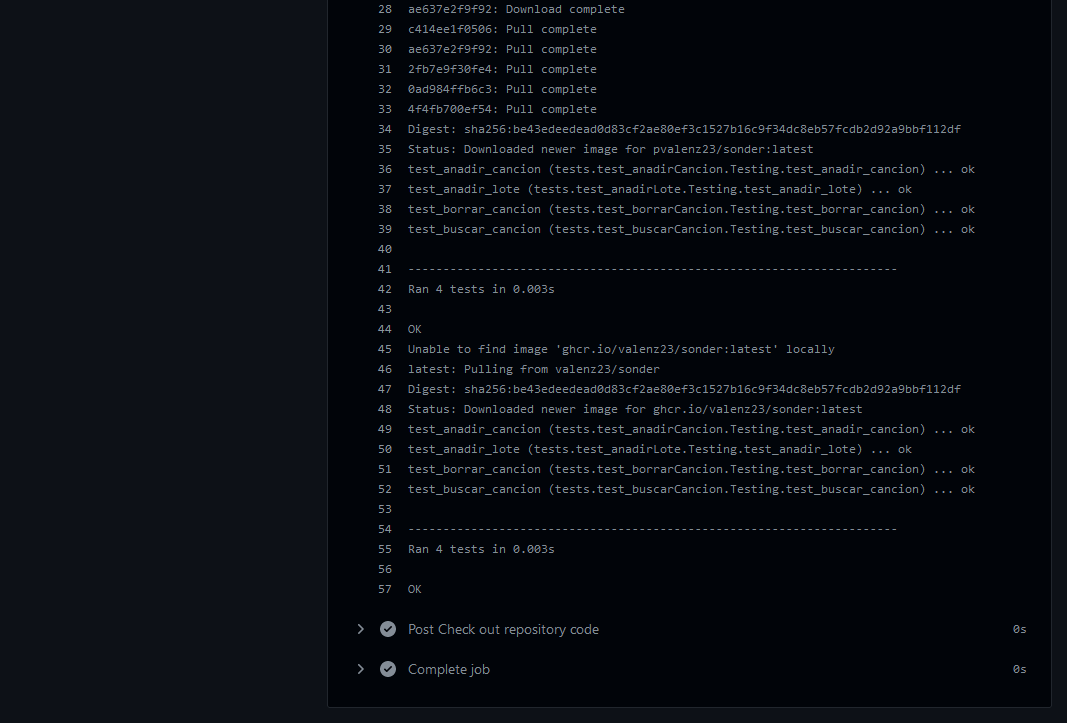 28 ae637e2f9f92: Download complete
29 c414ee1f0506: Pull complete
30 ae637e2f9f92: Pull complete
31 2fb7e9f30fe4: Pull complete
32 0ad984ffb6c3: Pull complete
33 4f4fb700ef54: Pull complete
34 Digest: sha256:be43edeedead0d83cf2ae80ef3c1527b16c9f34dc8eb57fcdb2d92a9bbf112df
35 Status: Downloaded newer image for pvalenz23/sonder:latest
36 test_anadir_cancion (tests.test_anadirCancion.Testing.test_anadir_cancion) ... ok
37 test_anadir_lote (tests.test_anadirLote.Testing.test_anadir_lote) ... ok
38 test_borrar_cancion (tests.test_borrarCancion.Testing.test_borrar_cancion) ... ok
39 test_buscar_cancion (tests.test_buscarCancion.Testing.test_buscar_cancion) ... ok
40
41 ----------------------------------------------------------------------
42 Ran 4 tests in 0.003s
43
44 OK
45 Unable to find image 'ghcr.io/valenz23/sonder:latest' locally
46 latest: Pulling from valenz23/sonder
47 Digest: sha256:be43edeedead0d83cf2ae80ef3c1527b16c9f34dc8eb57fcdb2d92a9bbf112df
48 Status: Downloaded newer image for ghcr.io/valenz23/sonder:latest
49 test_anadir_cancion (tests.test_anadirCancion.Testing.test_anadir_cancion) ... ok
50 test_anadir_lote (tests.test_anadirLote.Testing.test_anadir_lote) ... ok
51 test_borrar_cancion (tests.test_borrarCancion.Testing.test_borrar_cancion) ... ok
52 test_buscar_cancion (tests.test_buscarCancion.Testing.test_buscar_cancion) ... ok
53
54 ----------------------------------------------------------------------
55 Ran 4 tests in 0.003s
56
57 OK
Post Check out repository code 0s
Complete job 0s